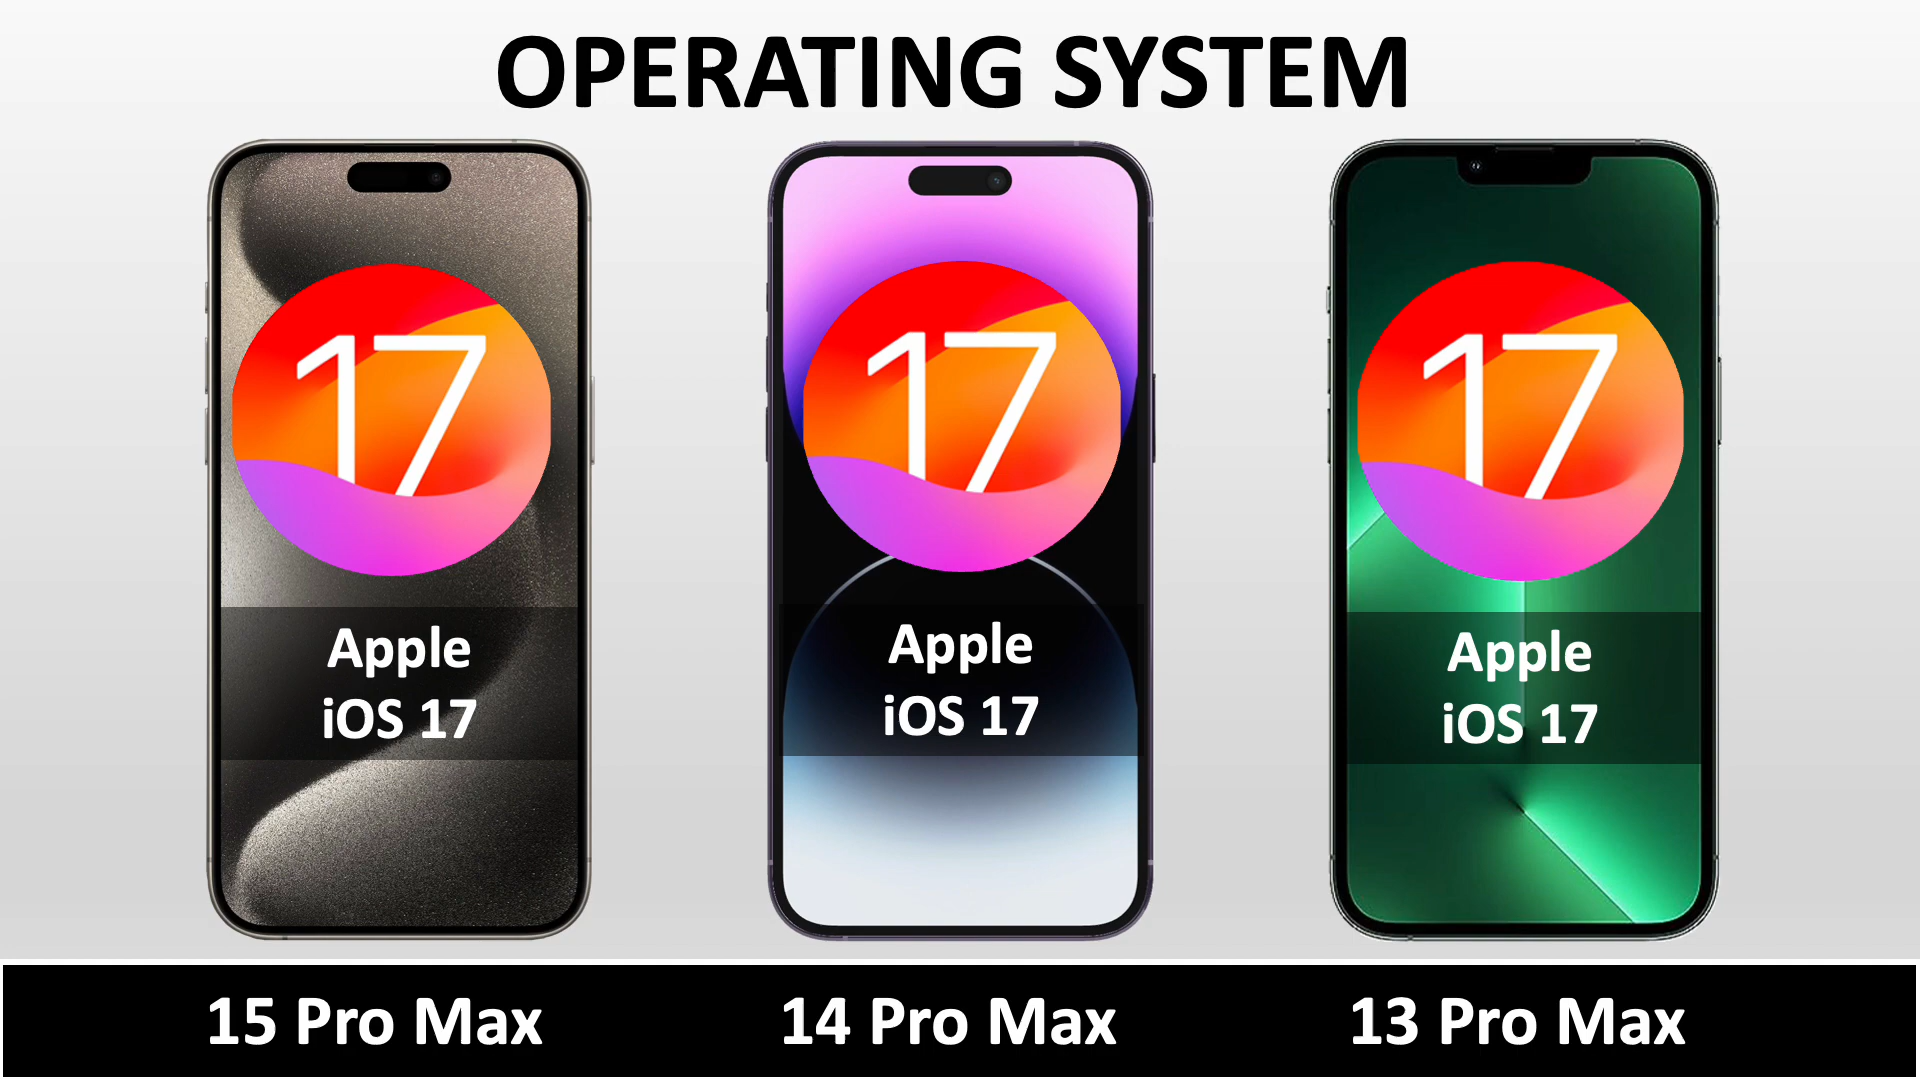 OPERATING SYSTEM
17
17
17
Apple
iOS 17
Apple
iOS 17
Apple
iOS 17
15 Pro Max
14 Pro Max
13 Pro Max